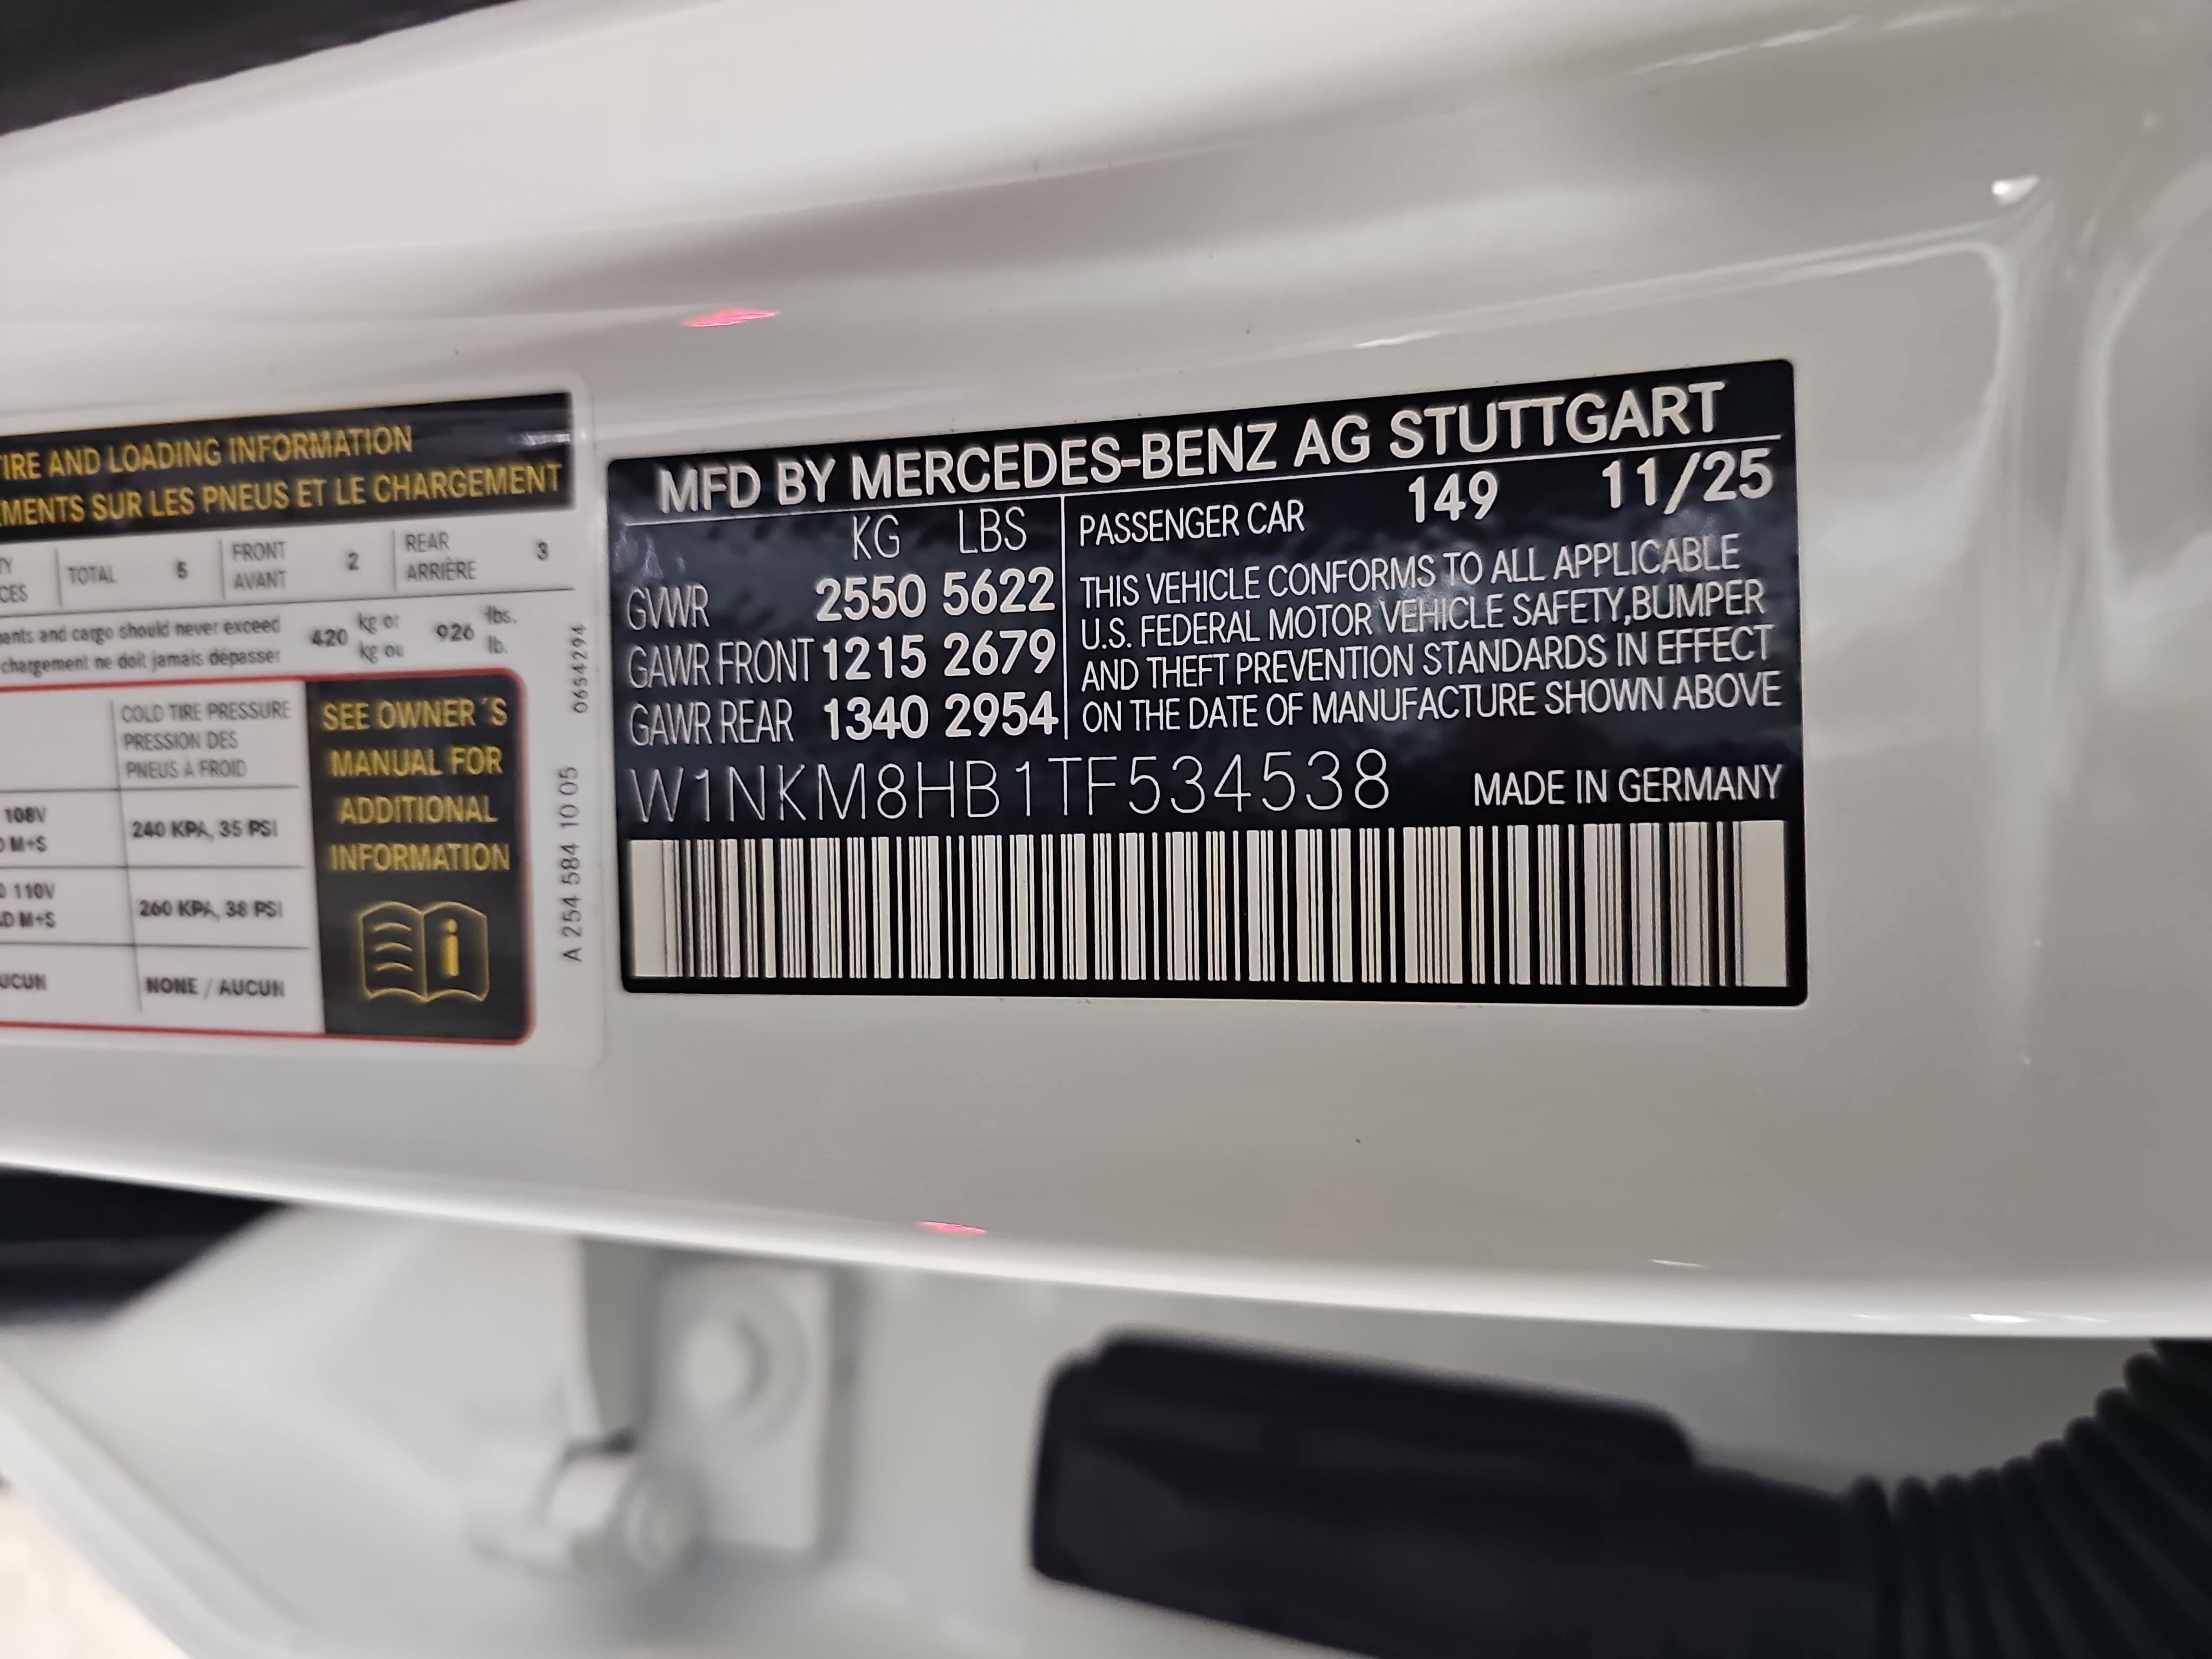 TIRE AND LOADING INFORMATION
SUR LES PNEUS ET LE CHARGEMENT
TOTAL 5 FRONT 2 REAR 3
AVANT ARRIÈRE
and cargo should never exceed 420 kg or 926 lbs.
chargement ne doit jamais dépasser kg ou lb.
COLD TIRE PRESSURE
PRESSION DES
PNEUS À FROID
108V
M+S
240 KPA, 35 PSI
110V
M+S
260 KPA, 38 PSI
NONE / AUCUN
SEE OWNER´S
MANUAL FOR
ADDITIONAL
INFORMATION
i
A 254 584 10 05 0654294
MFD BY MERCEDES-BENZ AG STUTTGART
KG LBS
GVWR 2550 5622
GAWR FRONT 1215 2679
GAWR REAR 1340 2954
PASSENGER CAR 149 11/25
THIS VEHICLE CONFORMS TO ALL APPLICABLE
U.S. FEDERAL MOTOR VEHICLE SAFETY,BUMPER
AND THEFT PREVENTION STANDARDS IN EFFECT
ON THE DATE OF MANUFACTURE SHOWN ABOVE
W1NKM8HB1TF534538 MADE IN GERMANY